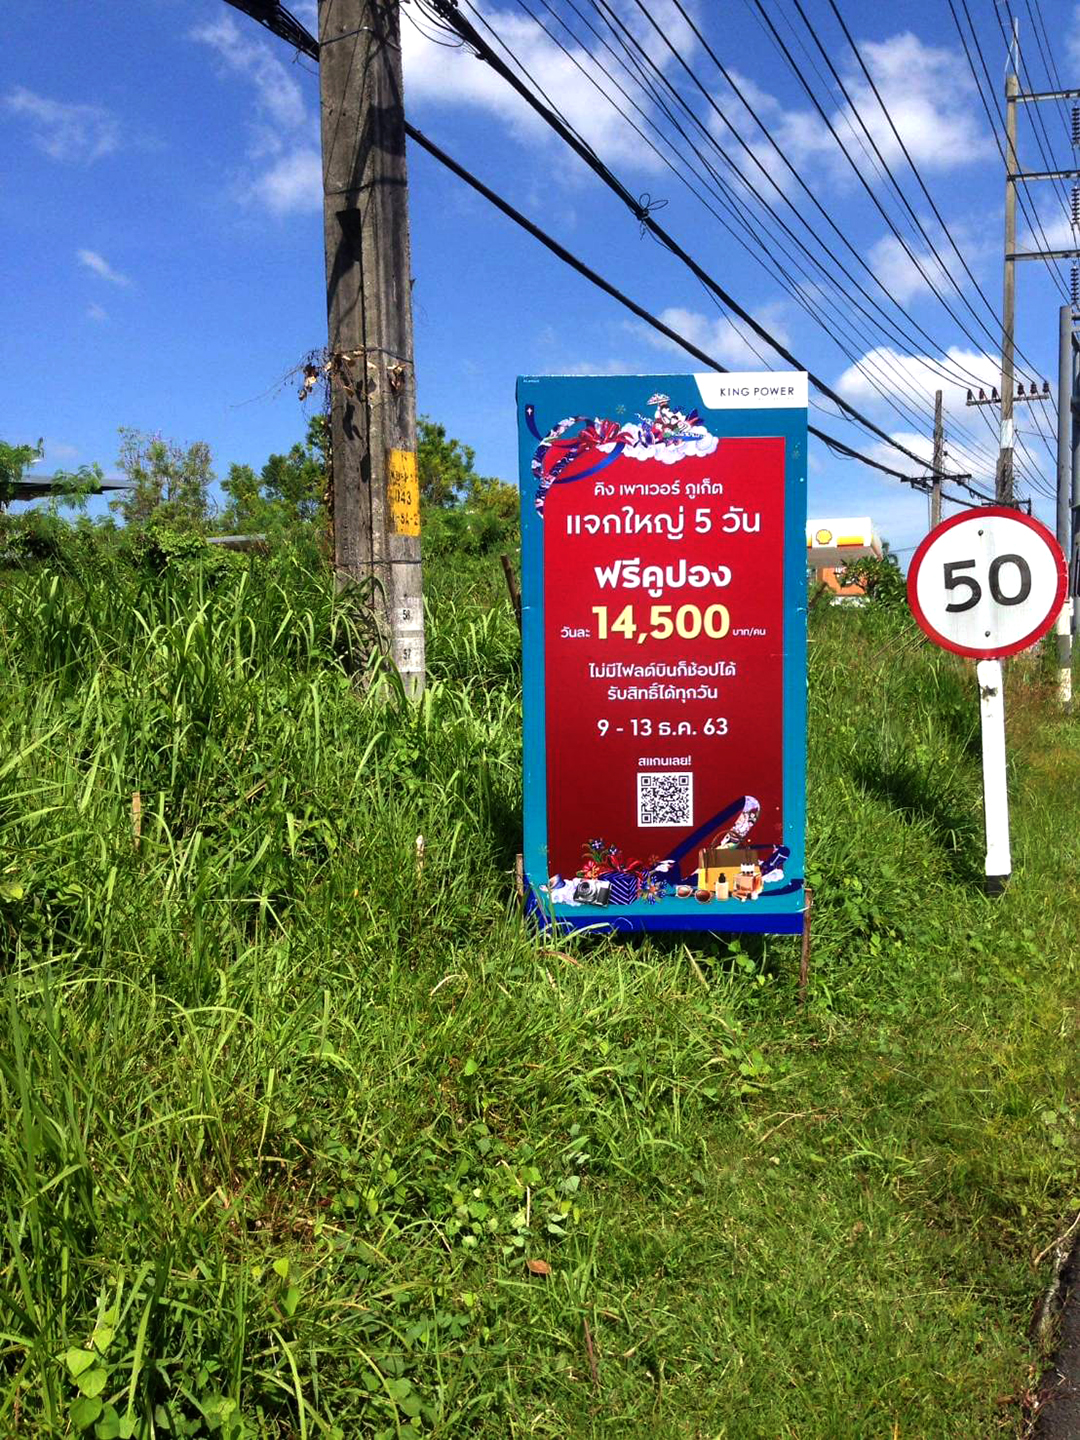 KING POWER
คิง เพาเวอร์ ภูเก็ต
แจกใหญ่ 5 วัน
ฟรีคูปอง
วันละ 14,500 บาท/คน
ไม่มีไฟลต์บินก็ช้อปได้
รับสิทธิ์ได้ทุกวัน
9 - 13 ธ.ค. 63
สแกนเลย!
50
043
56
57